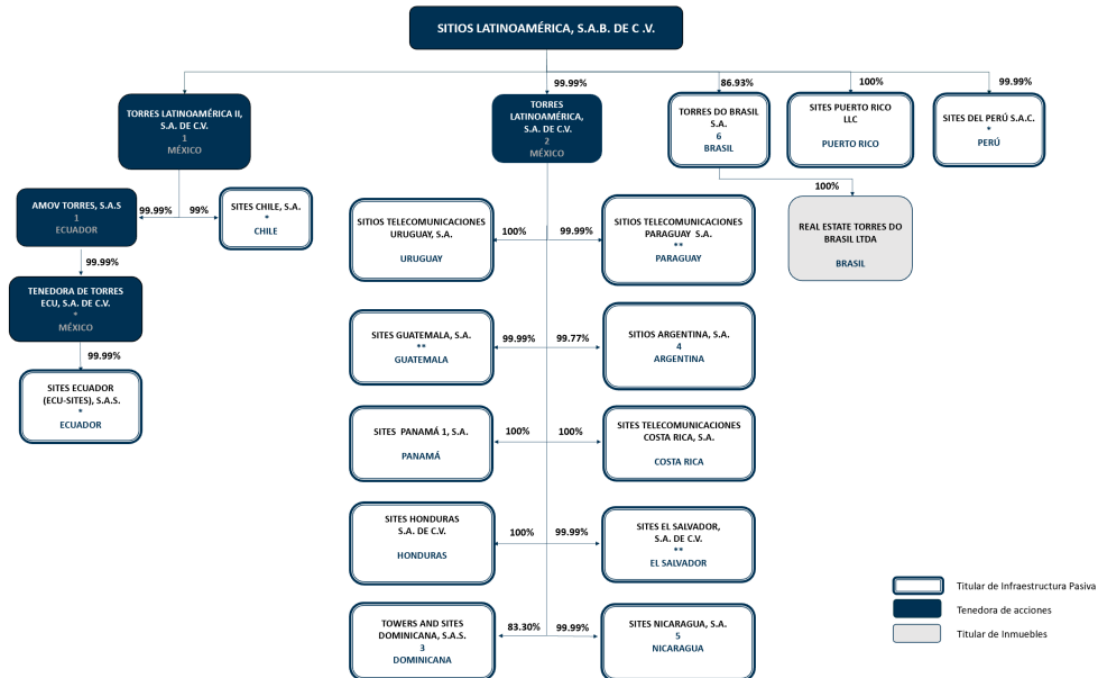 SITIOS LATINOAMÉRICA, S.A.B. DE C .V.
99.99%
86.93%
100%
99.99%
TORRES LATINOAMÉRICA II,
S.A. DE C.V.
1
MÉXICO
TORRES
LATINOAMÉRICA,
S.A. DE C.V.
2
MÉXICO
TORRES DO BRASIL
S.A.
6
BRASIL
SITES PUERTO RICO
LLC
PUERTO RICO
SITES DEL PERÚ S.A.C.
*
PERÚ
100%
AMOV TORRES, S.A.S
1
ECUADOR
99.99%
99%
SITES CHILE, S.A.
*
CHILE
REAL ESTATE TORRES DO
BRASIL LTDA
BRASIL
99.99%
TENEDORA DE TORRES
ECU, S.A. DE C.V.
*
MÉXICO
99.99%
SITES ECUADOR
(ECU-SITES), S.A.S.
*
ECUADOR
SITIOS TELECOMUNICACIONES
URUGUAY, S.A.
URUGUAY
100%
99.99%
SITIOS TELECOMUNICACIONES
PARAGUAY S.A.
**
PARAGUAY
SITES GUATEMALA, S.A.
**
GUATEMALA
99.99%
99.77%
SITIOS ARGENTINA, S.A.
4
ARGENTINA
SITES PANAMÁ 1, S.A.
PANAMÁ
100%
100%
SITES TELECOMUNICACIONES
COSTA RICA, S.A.
COSTA RICA
SITES HONDURAS
S.A. DE C.V.
HONDURAS
100%
99.99%
SITES EL SALVADOR,
S.A. DE C.V.
**
EL SALVADOR
TOWERS AND SITES
DOMINICANA, S.A.S.
3
DOMINICANA
83.30%
99.99%
SITES NICARAGUA, S.A.
5
NICARAGUA
Titular de Infraestructura Pasiva
Tenedora de acciones
Titular de Inmuebles